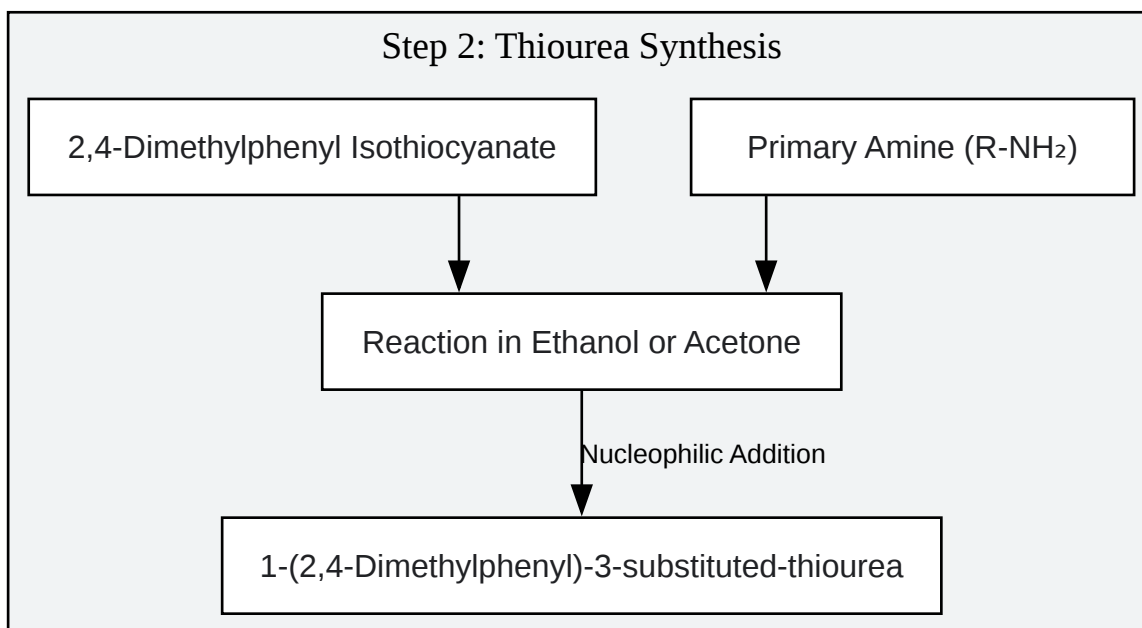 Step 2: Thiourea Synthesis
2,4-Dimethylphenyl Isothiocyanate
Primary Amine (R-NH₂)
Reaction in Ethanol or Acetone
Nucleophilic Addition
1-(2,4-Dimethylphenyl)-3-substituted-thiourea